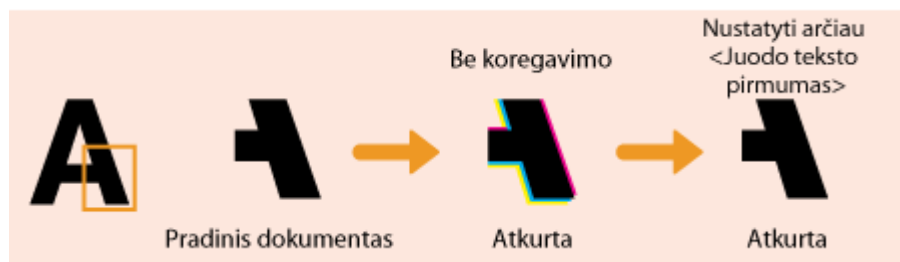 A
Pradinis dokumentas
Be koregavimo
Atkurta
Nustatyti arčiau
<Juodo teksto
pirmumas>
Atkurta